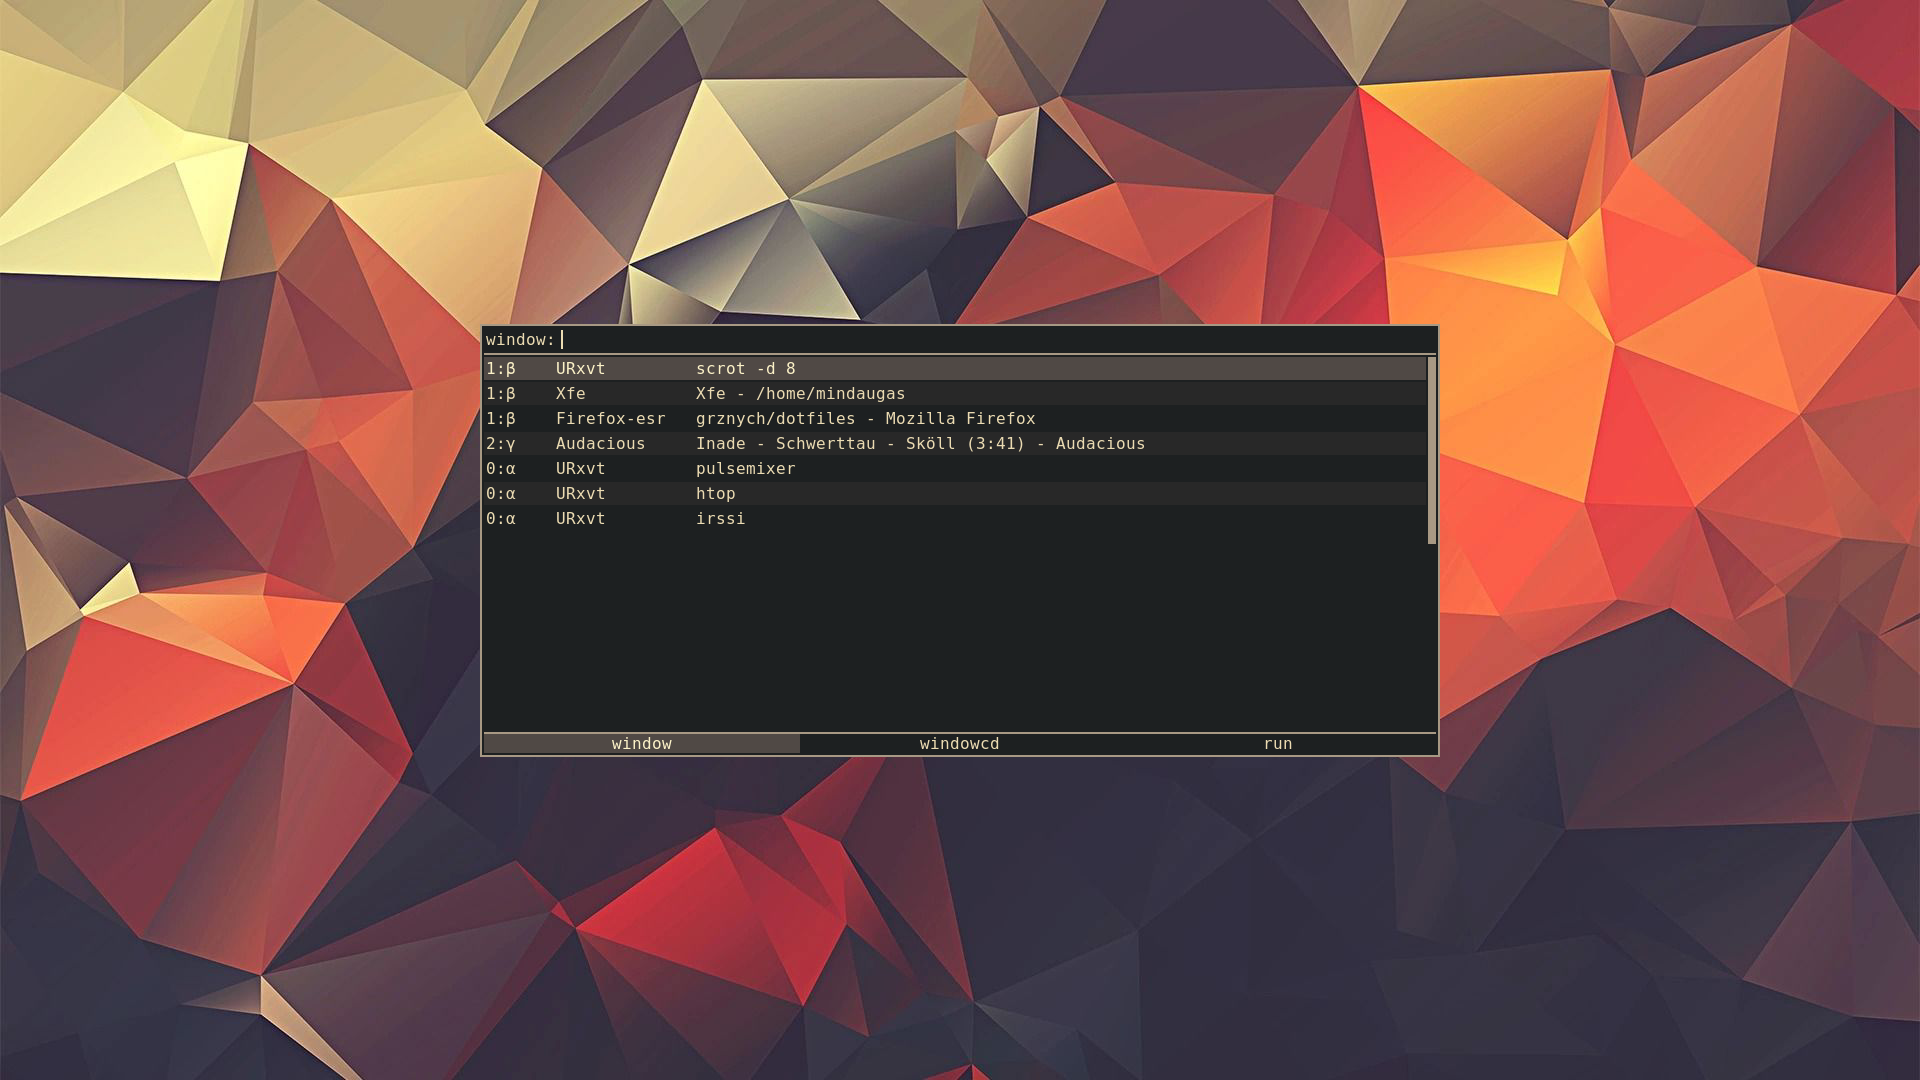 window:
1:β URxvt scrot -d 8
1:β Xfe Xfe - /home/mindaugas
1:β Firefox-esr grznych/dotfiles - Mozilla Firefox
2:γ Audacious Inade - Schwerttau - Sköll (3:41) - Audacious
0:α URxvt pulsemixer
0:α URxvt htop
0:α URxvt irssi
window windowcd run